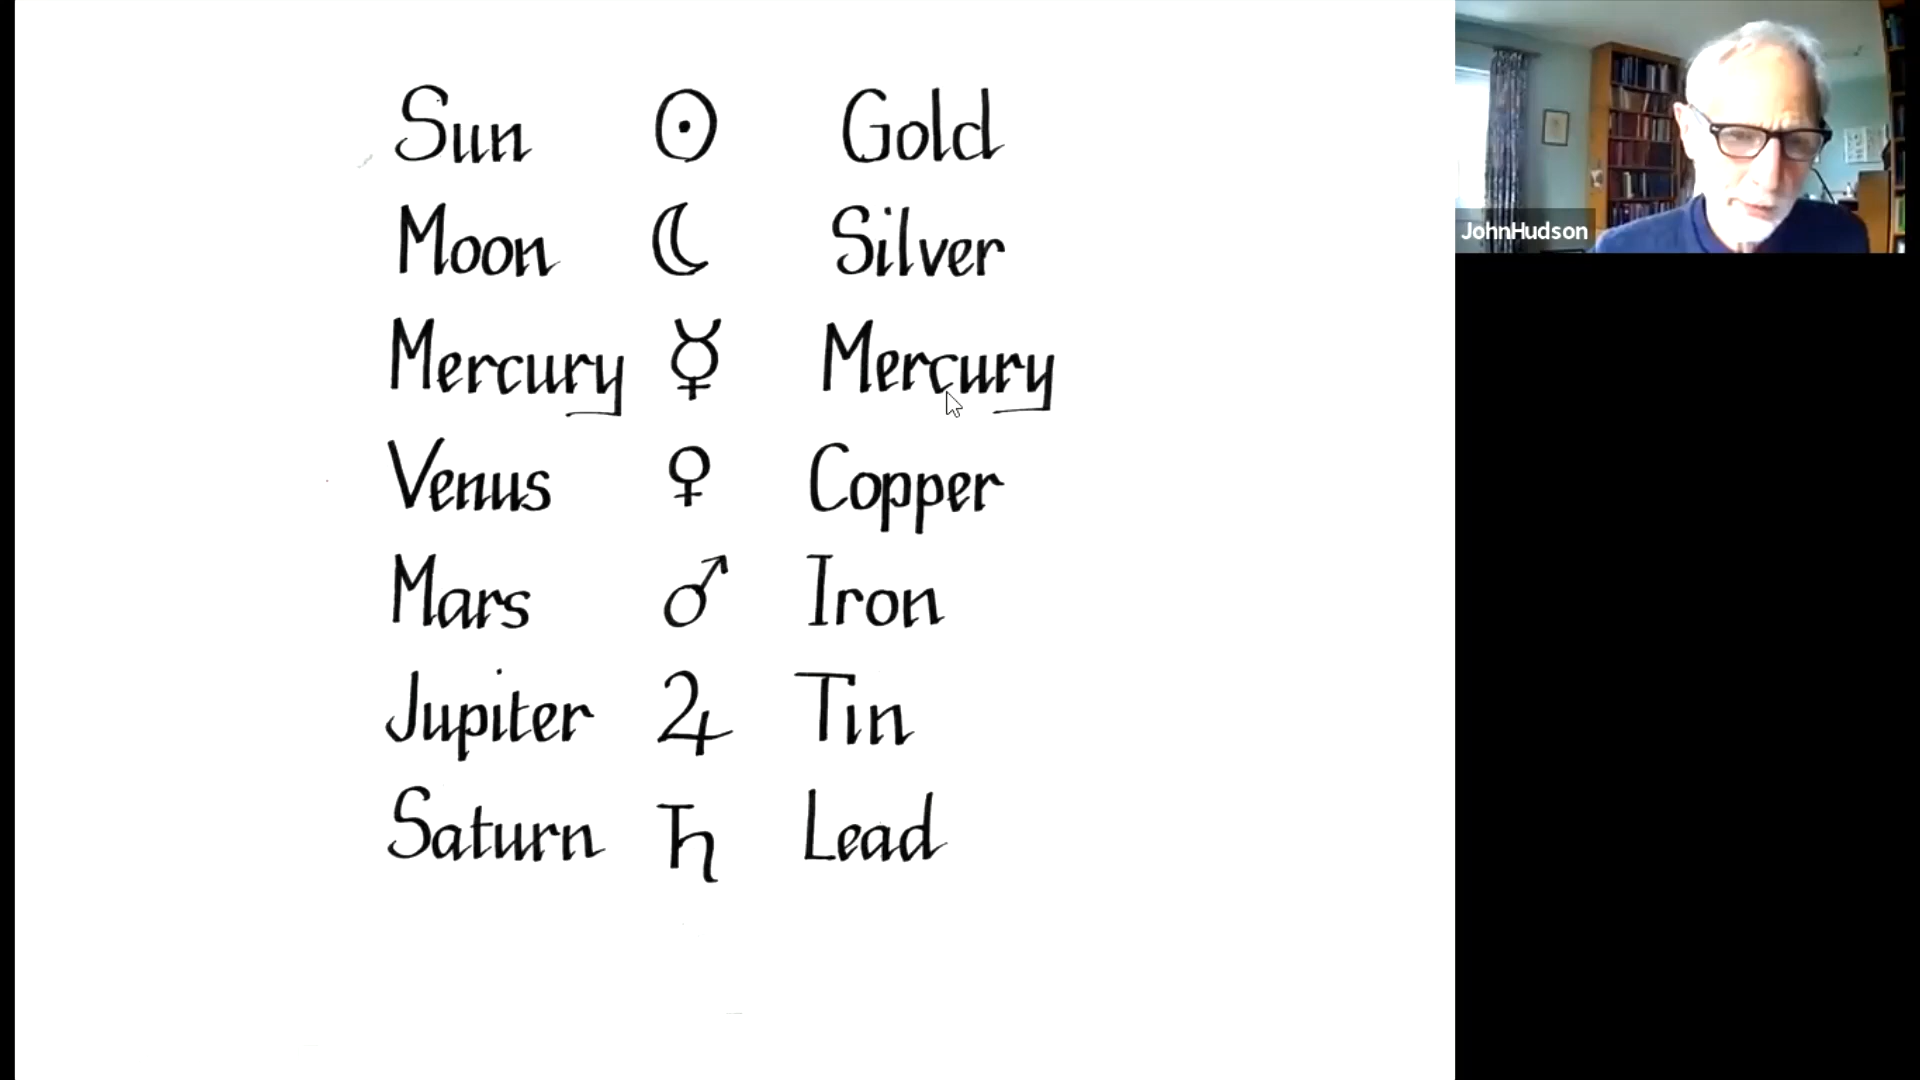 Sun ☉ Gold
Moon ☾ Silver
Mercury ☿ Mercury
Venus ♀ Copper
Mars ♂ Iron
Jupiter ♃ Tin
Saturn ♄ Lead
JohnHudson